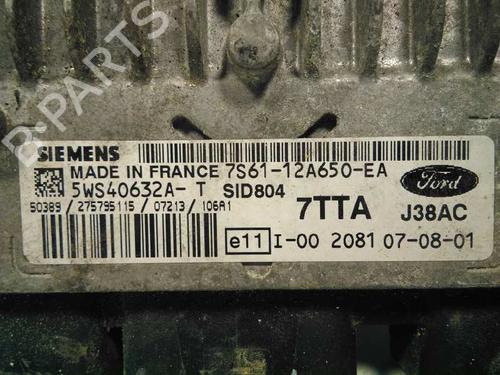 B-PARTS
SIEMENS
MADE IN FRANCE 7S61-12A650-EA
5WS40632A- T SID804
50389 / 275795115 / 07213 / 106A1
Ford
7TTA J38AC
e11 I-00 2081 07-08-01